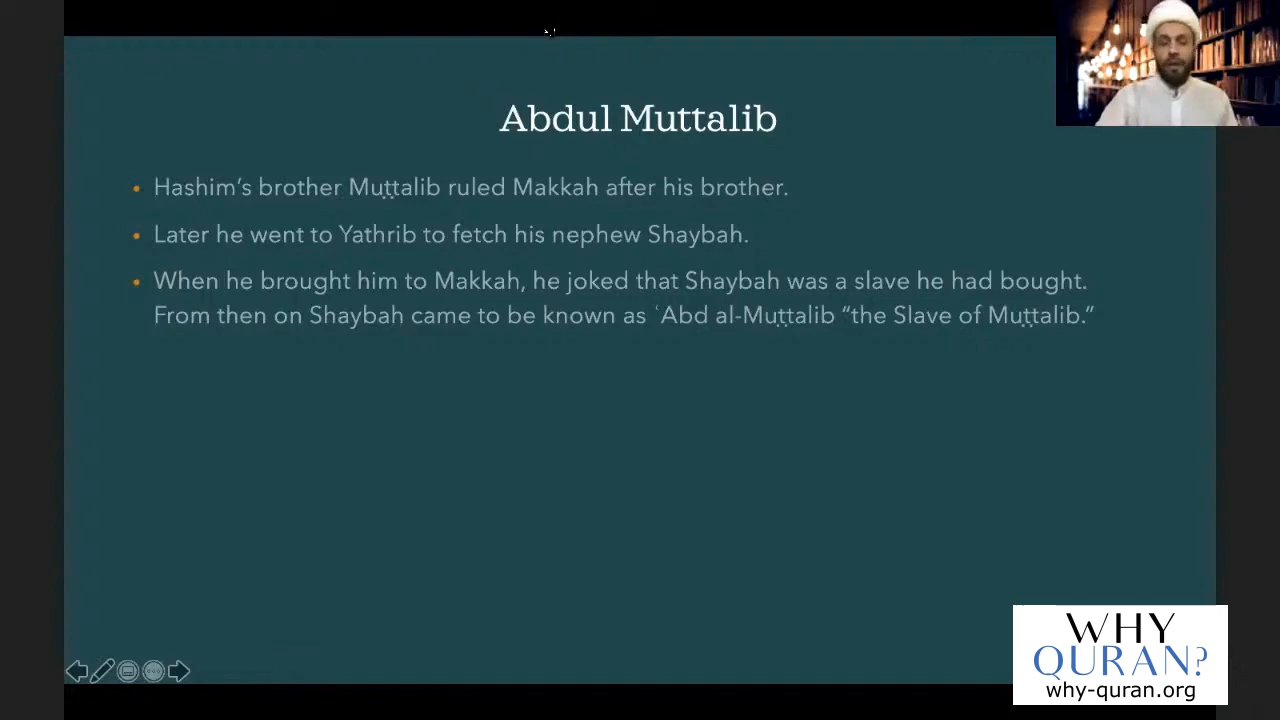 Abdul Muttalib
• Hashim’s brother Muṭṭalib ruled Makkah after his brother.
• Later he went to Yathrib to fetch his nephew Shaybah.
• When he brought him to Makkah, he joked that Shaybah was a slave he had bought.
From then on Shaybah came to be known as ʿAbd al-Muṭṭalib “the Slave of Muṭṭalib.”
WHY
QURAN?
why-quran.org